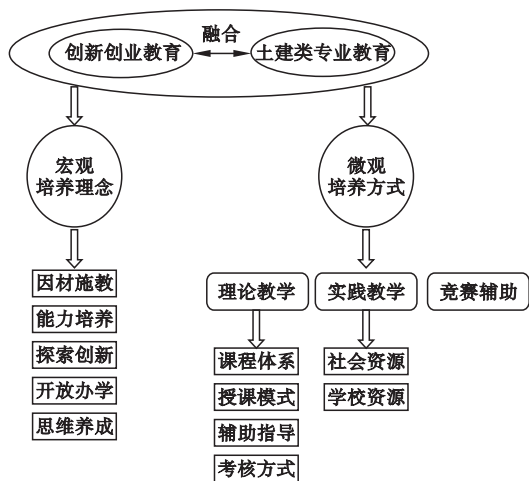 融合
创新创业教育
土建类专业教育
宏观
培养理念
微观
培养方式
因材施教
能力培养
探索创新
开放办学
思维养成
理论教学
实践教学
竞赛辅助
课程体系
授课模式
辅助指导
考核方式
社会资源
学校资源